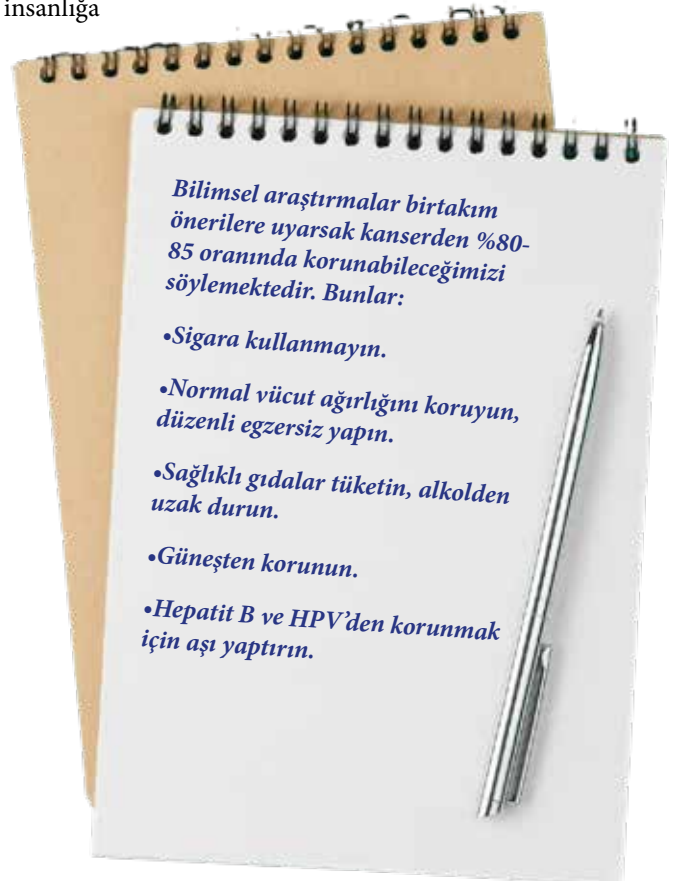 insanlığa
Bilimsel araştırmalar birtakım
önerilere uyarsak kanserden %80-
85 oranında korunabileceğimizi
söylemektedir. Bunlar:
•Sigara kullanmayın.
•Normal vücut ağırlığını koruyun,
düzenli egzersiz yapın.
•Sağlıklı gıdalar tüketin, alkolden
uzak durun.
•Güneşten korunun.
•Hepatit B ve HPV’den korunmak
için aşı yaptırın.